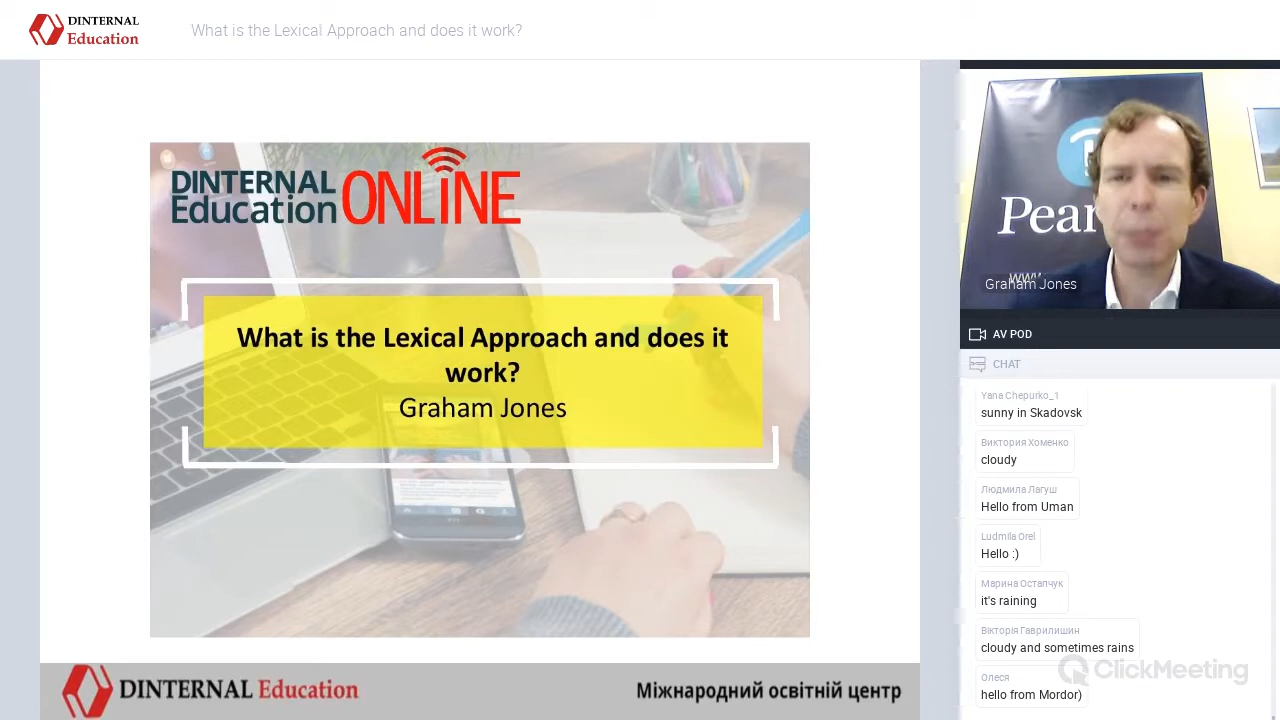 DINTERNAL
Education
What is the Lexical Approach and does it work?
DINTERNAL
Education
ONLINE
What is the Lexical Approach and does it
work?
Graham Jones
DINTERNAL Education
Міжнародний освітній центр
Pear
www.
Graham Jones
AV POD
CHAT
Yana Chepurko_1
sunny in Skadovsk
Виктория Хоменко
cloudy
Людмила Лагуш
Hello from Uman
Ludmila Orel
Hello :)
Марина Остапчук
it's raining
Вікторія Гаврилишин
cloudy and sometimes rains
ClickMeeting
Олеся
hello from Mordor)